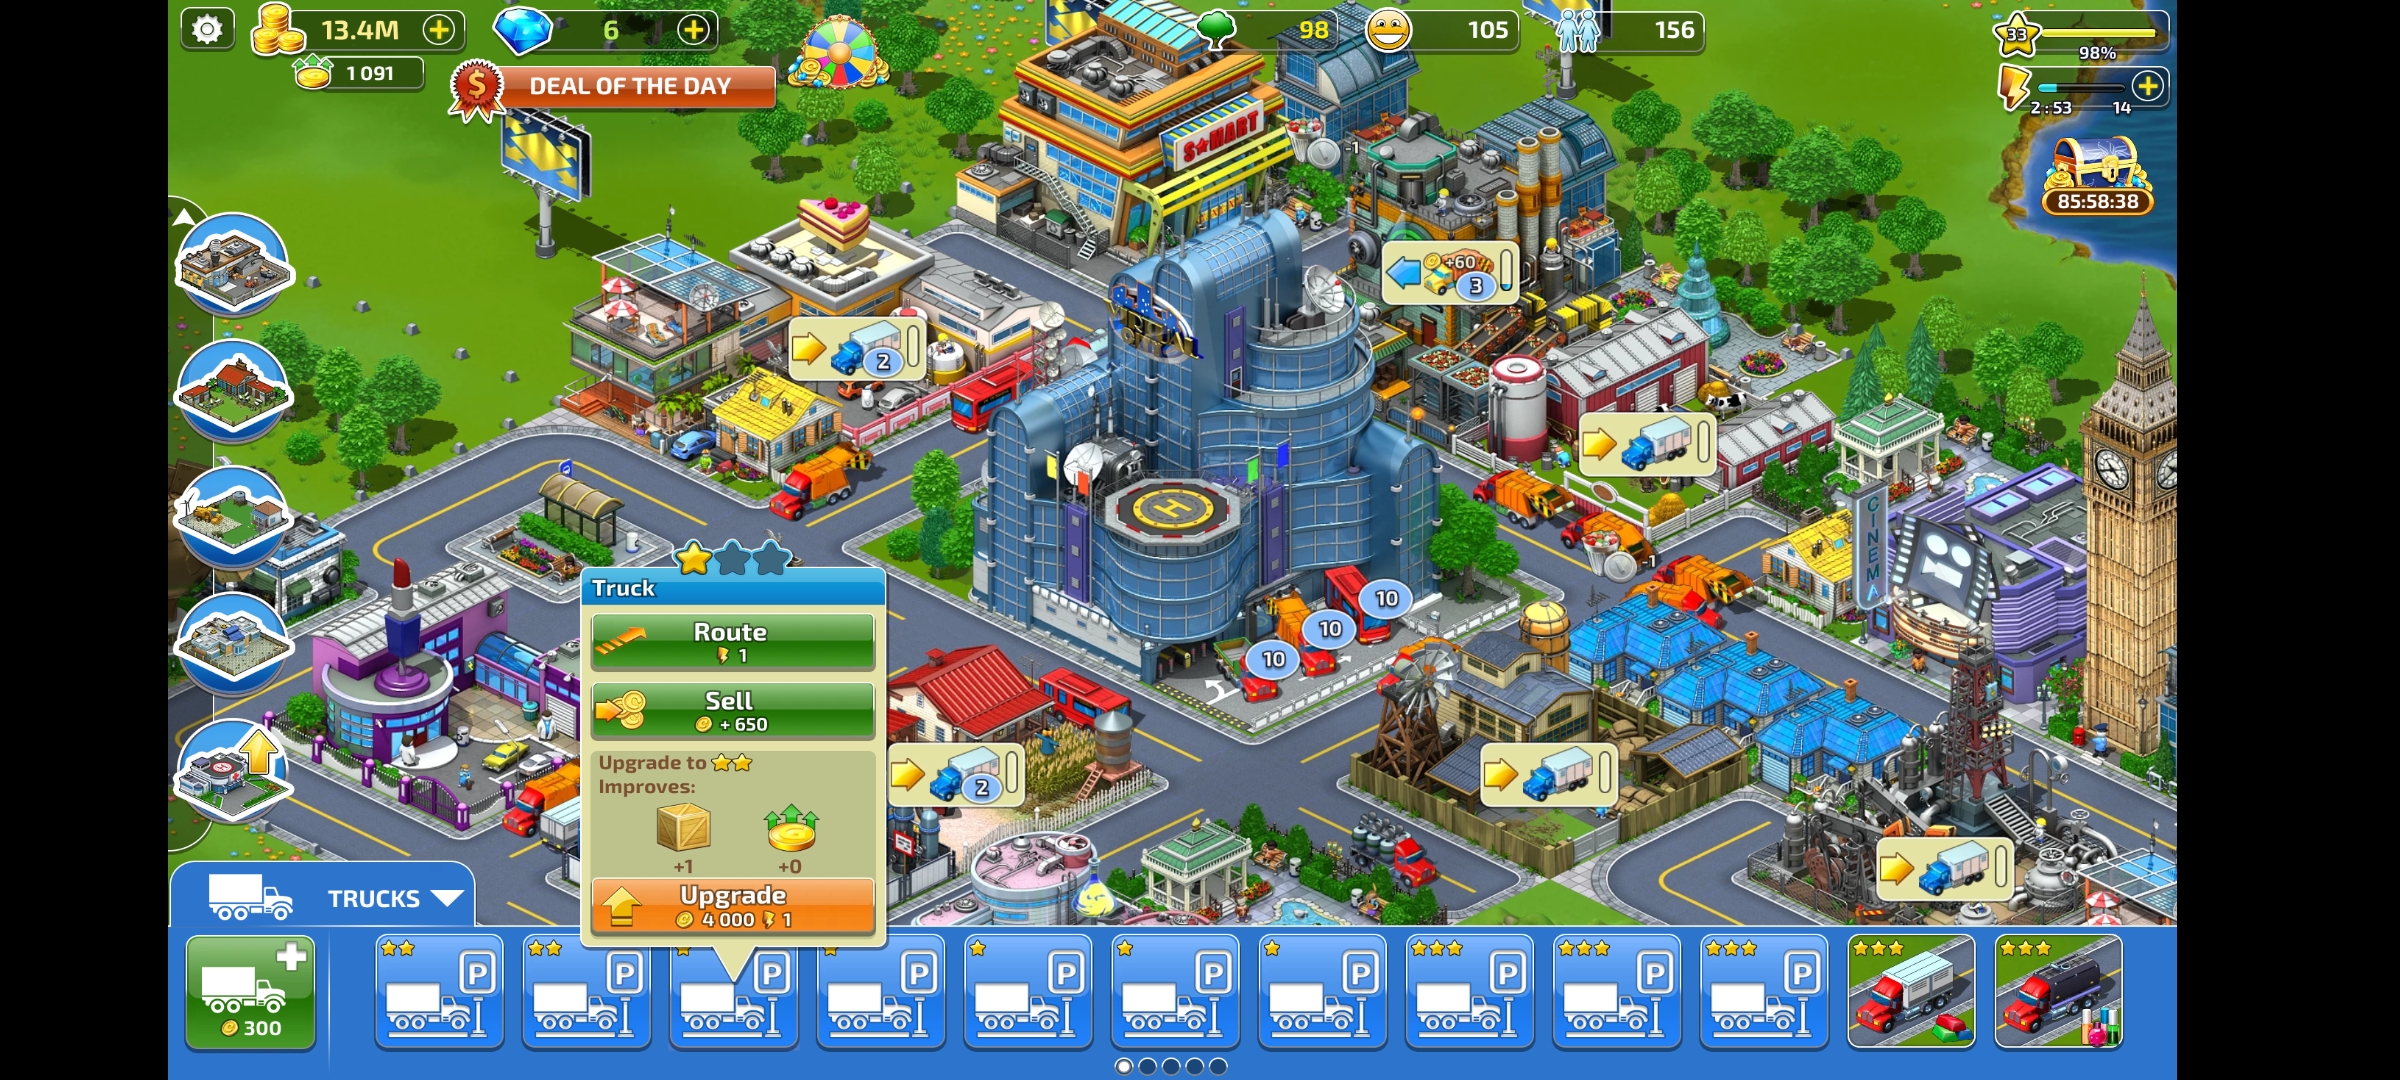 13.4M
6
98
105
156
33
98%
1 091
DEAL OF THE DAY
2:53
14
85:58:38
S★MART
-1
+60
3
2
H
CINEMA
-1
10
10
10
Truck
Route
1
Sell
+ 650
Upgrade to
Improves:
+1
+0
Upgrade
4 000 1
2
TRUCKS
300
P
P
P
P
P
P
P
P
P
P